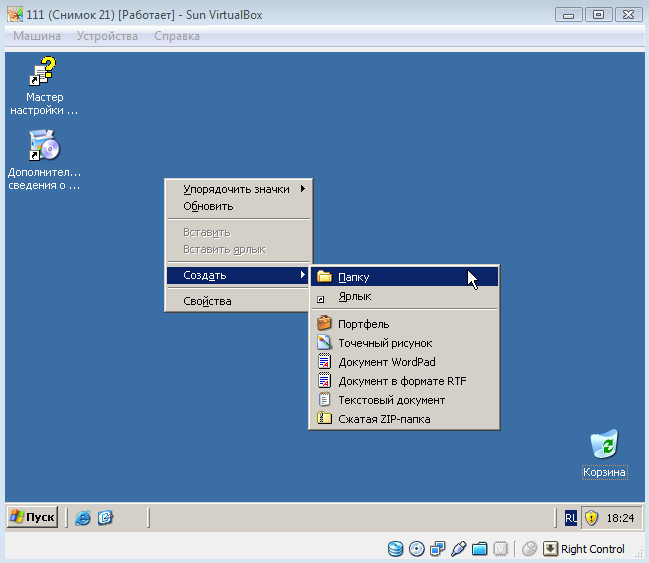 111 (Снимок 21) [Работает] - Sun VirtualBox
Машина Устройства Справка
Мастер
настройки ...
Дополнител...
сведения о ...
Упорядочить значки
Обновить
Вставить
Вставить ярлык
Создать
Свойства
Папку
Ярлык
Портфель
Точечный рисунок
Документ WordPad
Документ в формате RTF
Текстовый документ
Сжатая ZIP-папка
Корзина
Пуск
RU
18:24
Right Control